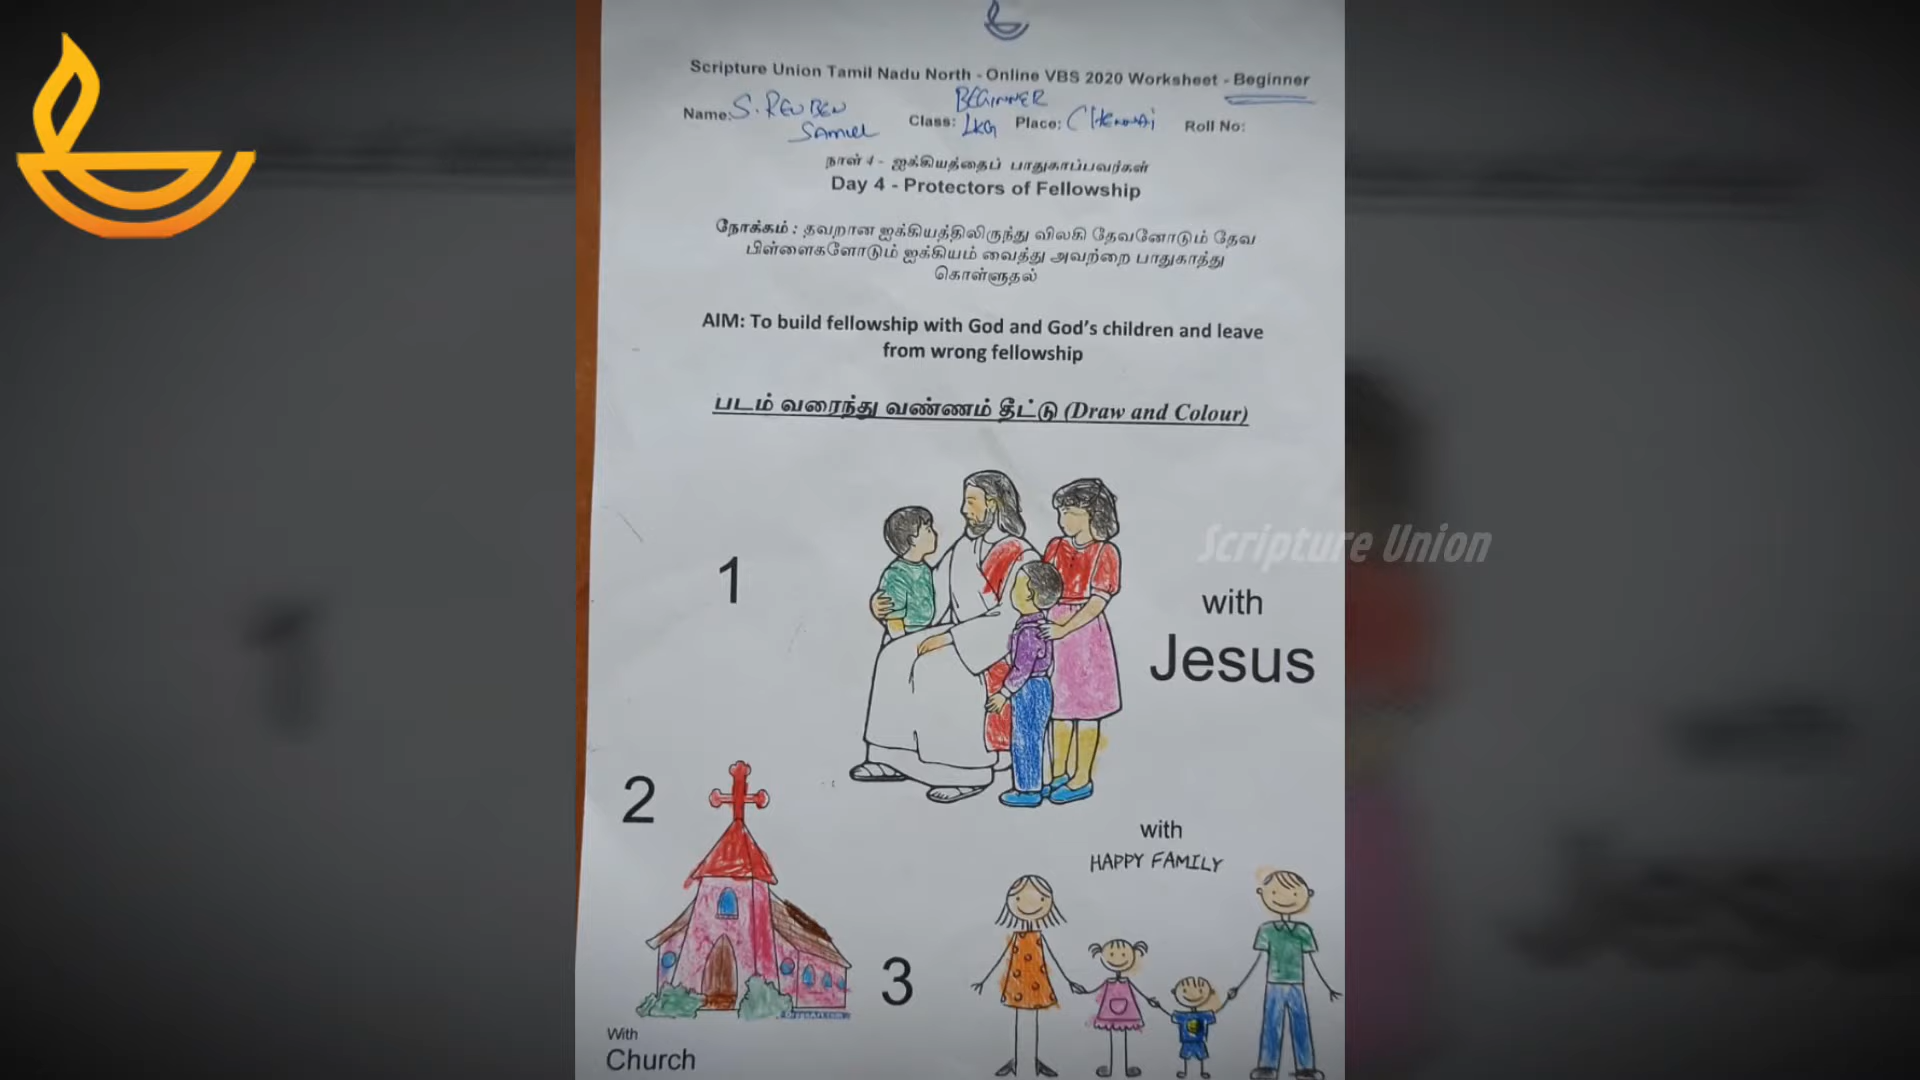 Scripture Union Tamil Nadu North - Online VBS 2020 Worksheet - Beginner
Name: S. REUBEN SAMUEL Class: BEGINNER LKG Place: CHENNAI Roll No:
நாள் 4 - ஐக்கியத்தைப் பாதுகாப்பவர்கள்
Day 4 - Protectors of Fellowship
நோக்கம் : தவறான ஐக்கியத்திலிருந்து விலகி தேவனோடும் தேவ
பிள்ளைகளோடும் ஐக்கியம் வைத்து அவற்றை பாதுகாத்து
கொள்ளுதல்
AIM: To build fellowship with God and God's children and leave
from wrong fellowship
படம் வரைந்து வண்ணம் தீட்டு (Draw and Colour)
Scripture Union
1
with
Jesus
2
with
HAPPY FAMILY
3
With
Church